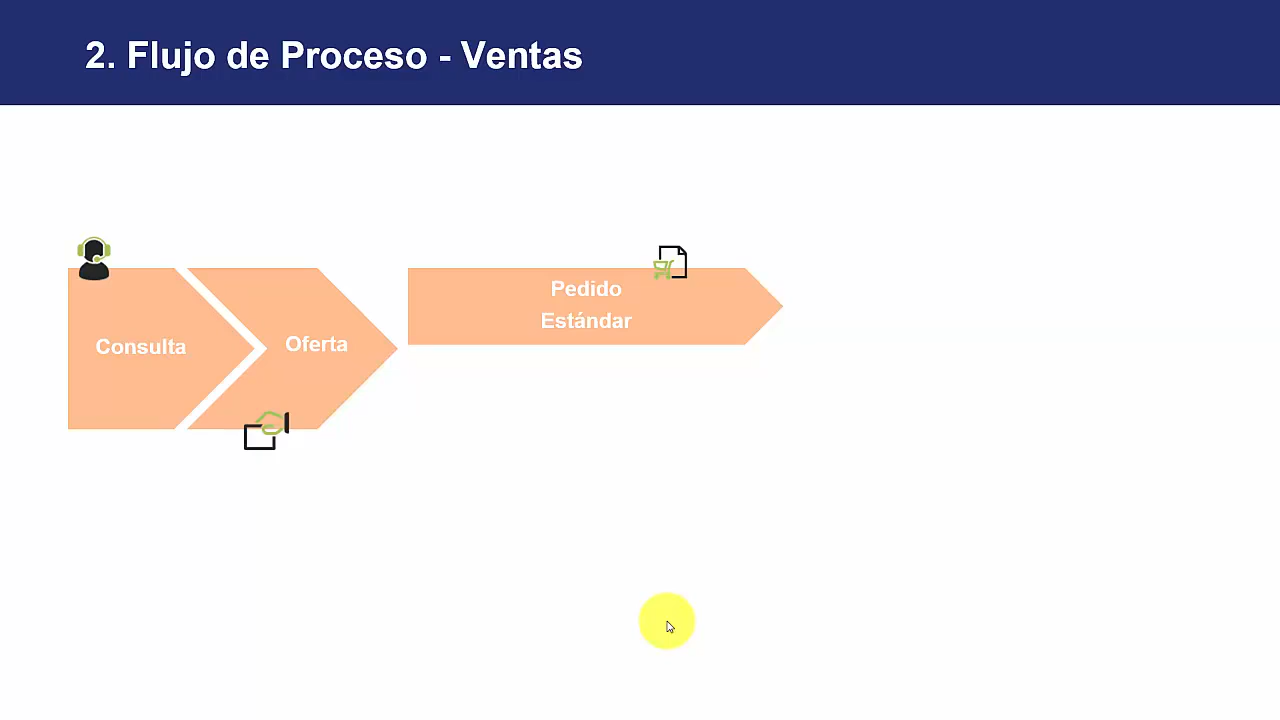 2. Flujo de Proceso - Ventas
Consulta
Oferta
Pedido
Estándar